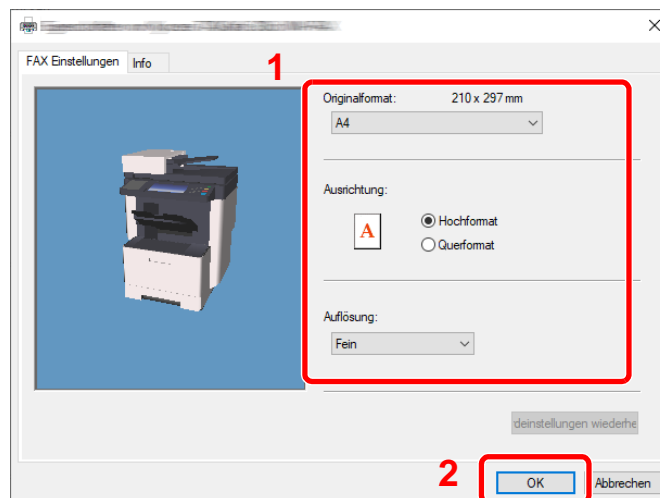 FAX Einstellungen Info
1
Originalformat: 210 x 297 mm
A4
Ausrichtung:
A
Hochformat
Querformat
Auflösung:
Fein
deinstellungen wiederhe
2
OK Abbrechen